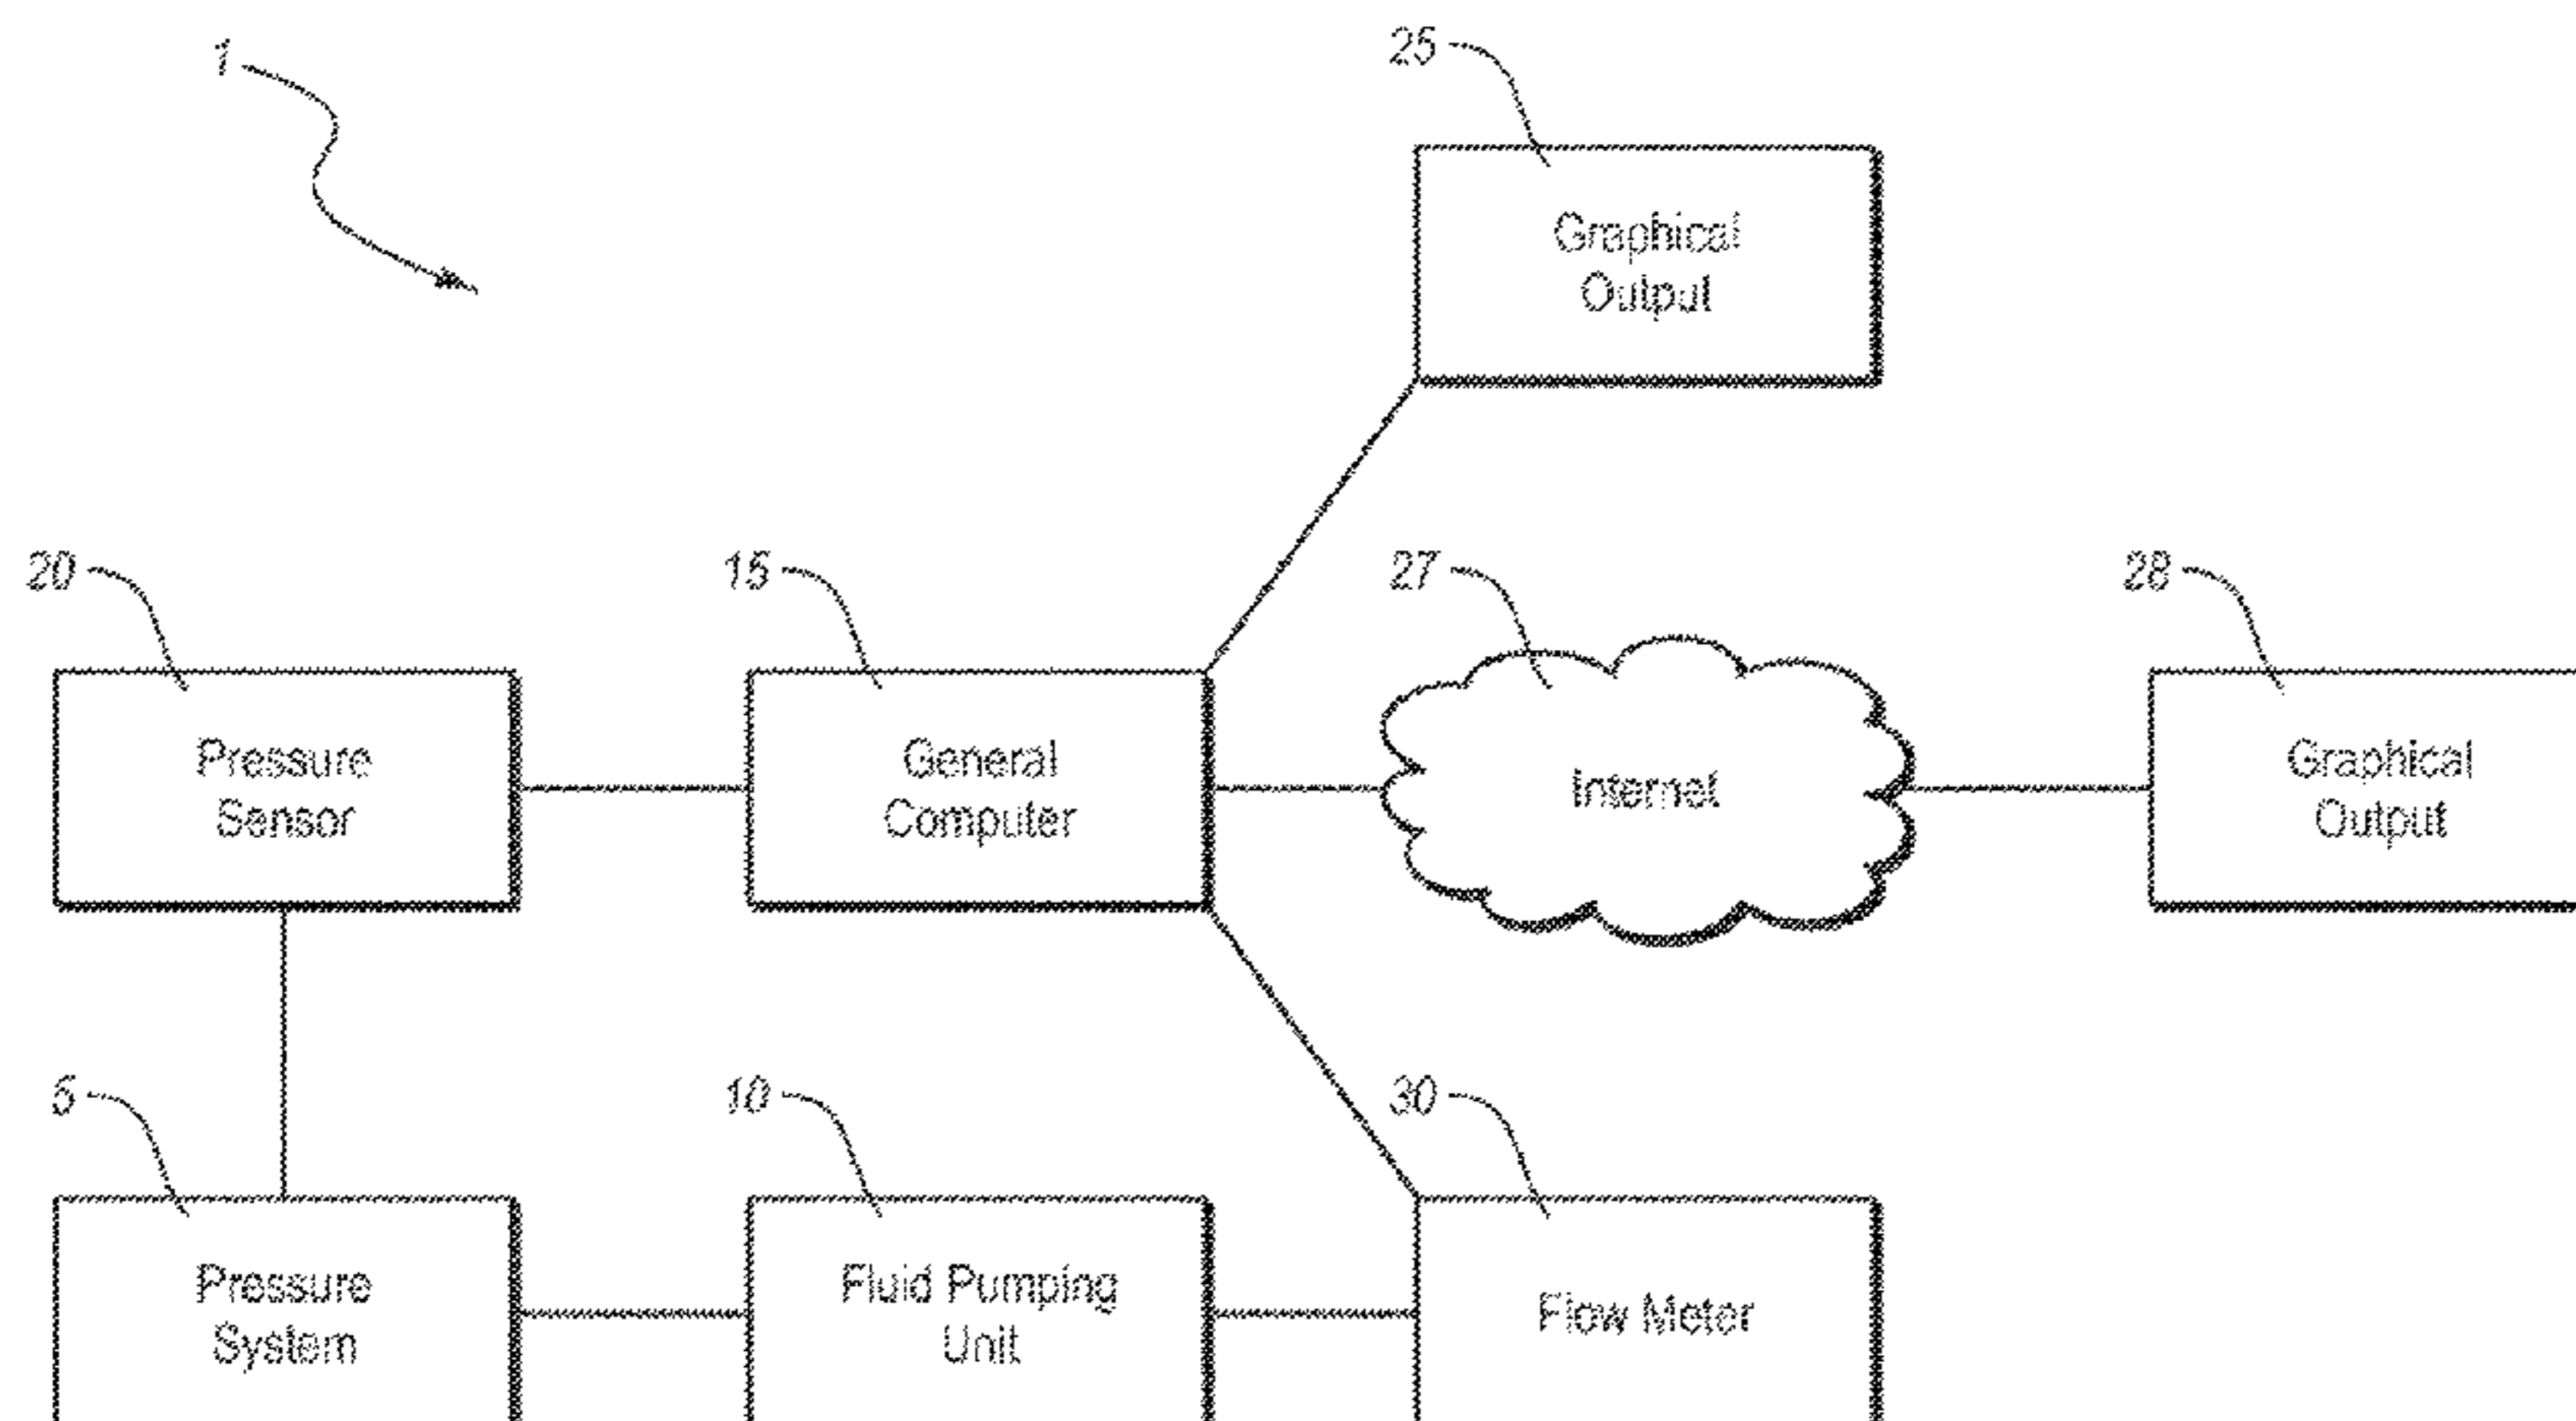 1
25
Graphical
Output
20
15
27
28
Pressure
Sensor
General
Computer
Internet
Graphical
Output
5
10
30
Pressure
System
Fluid Pumping
Unit
Flow Meter